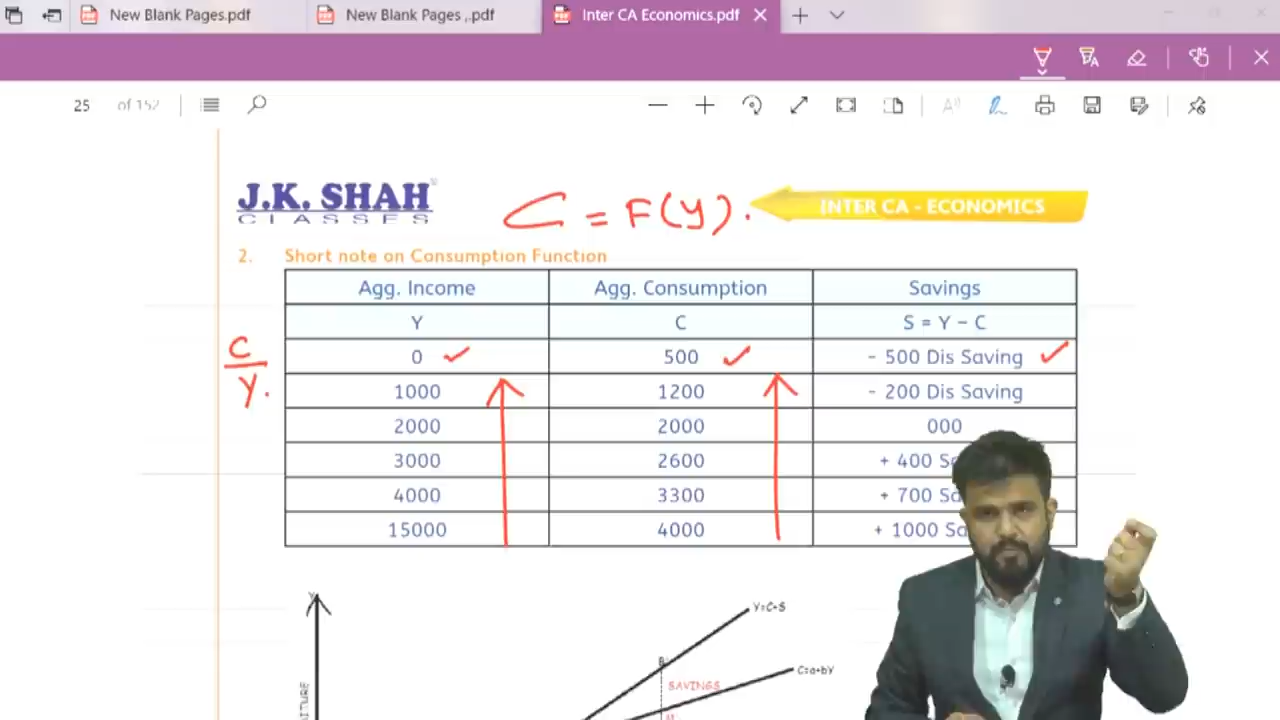 New Blank Pages.pdf
New Blank Pages ,.pdf
Inter CA Economics.pdf
25 of 152
J.K. SHAH
CLASSES
C = F(y).
INTER CA - ECONOMICS
2. Short note on Consumption Function
Agg. Income Agg. Consumption Savings
Y C S = Y – C
0 500 - 500 Dis Saving
1000 1200 - 200 Dis Saving
2000 2000 000
3000 2600 + 400
4000 3300 + 700
15000 4000 + 1000
C
Y.
Y
Y=C+S
B
C=a+bY
SAVINGS